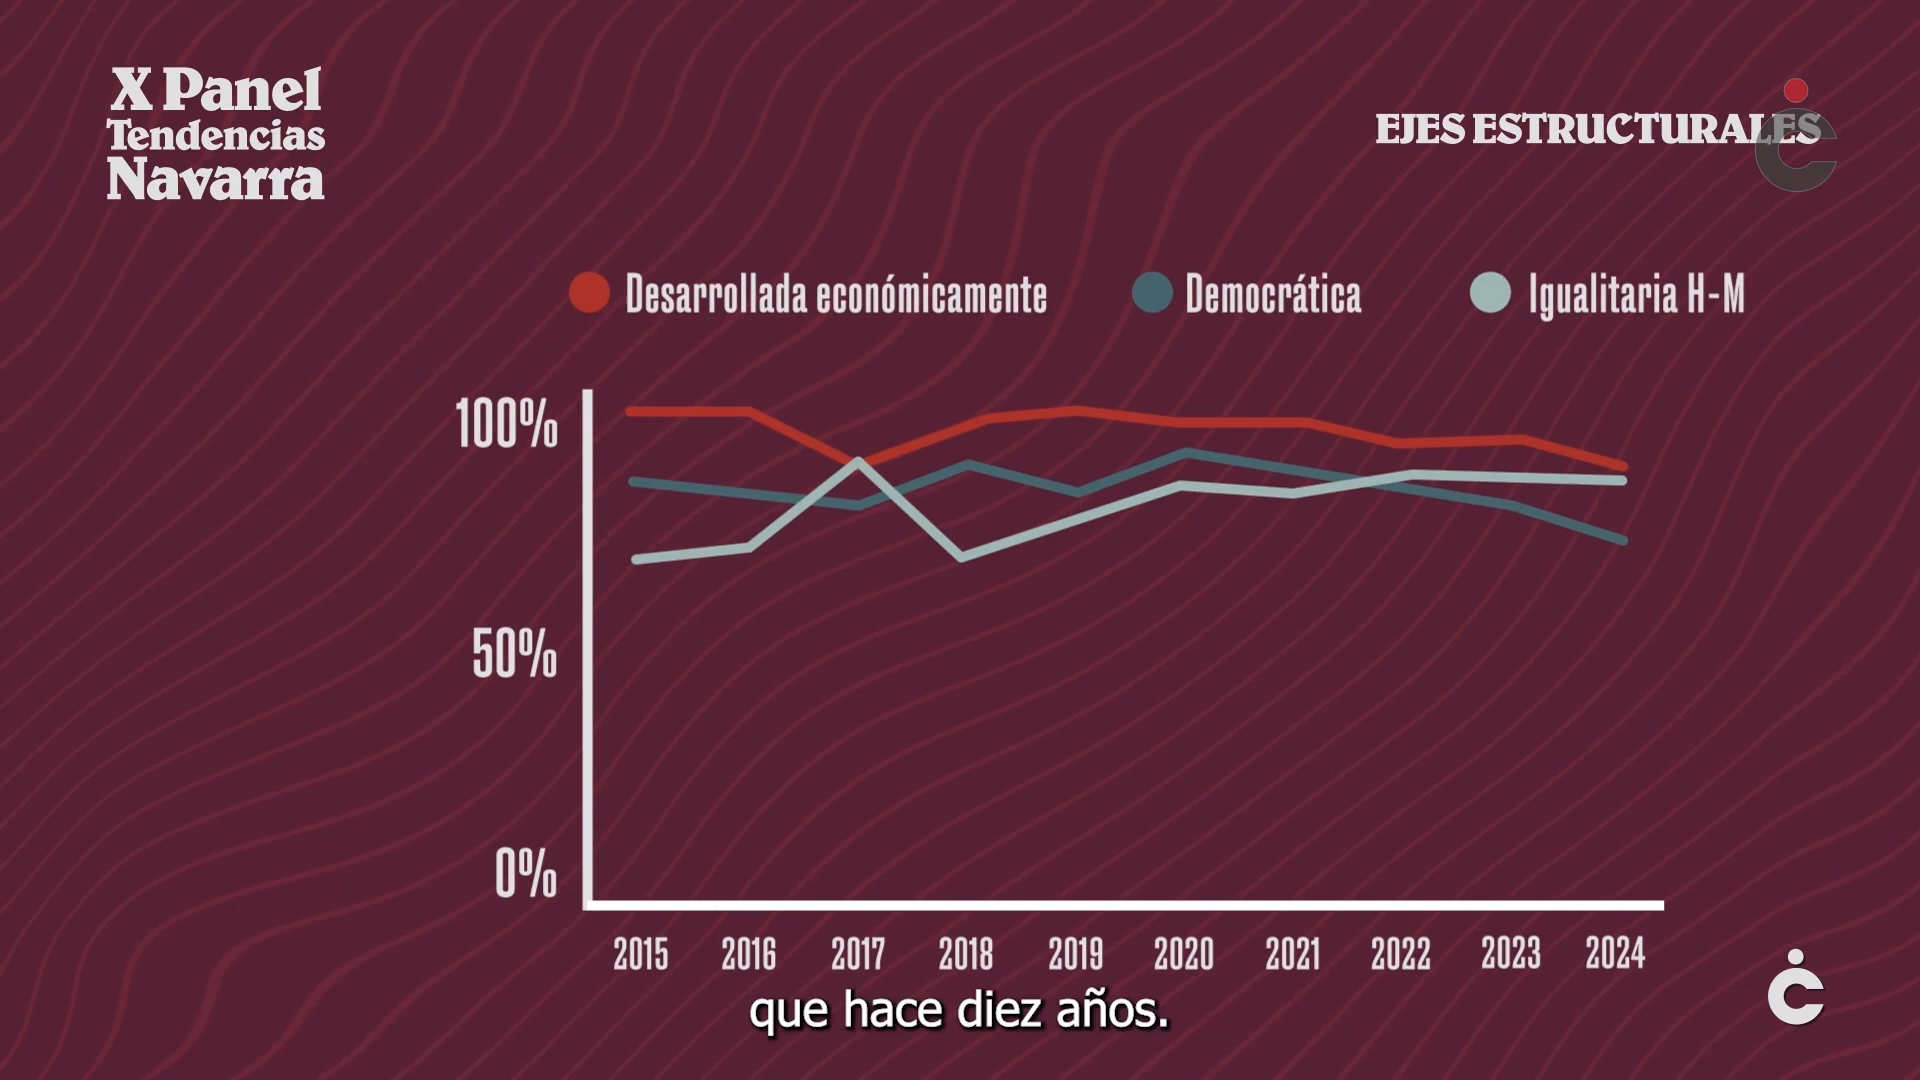 X Panel
Tendencias
Navarra
EJES ESTRUCTURALES
Desarrollada económicamente
Democrática
Igualitaria H-M
100%
50%
0%
2015 2016 2017 2018 2019 2020 2021 2022 2023 2024
que hace diez años.